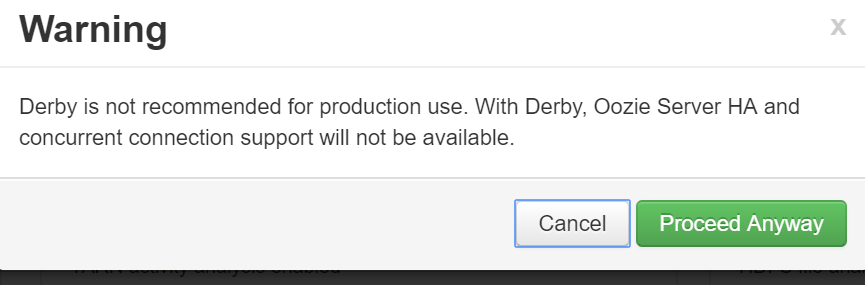 Warning
x
Derby is not recommended for production use. With Derby, Oozie Server HA and
concurrent connection support will not be available.
Cancel
Proceed Anyway